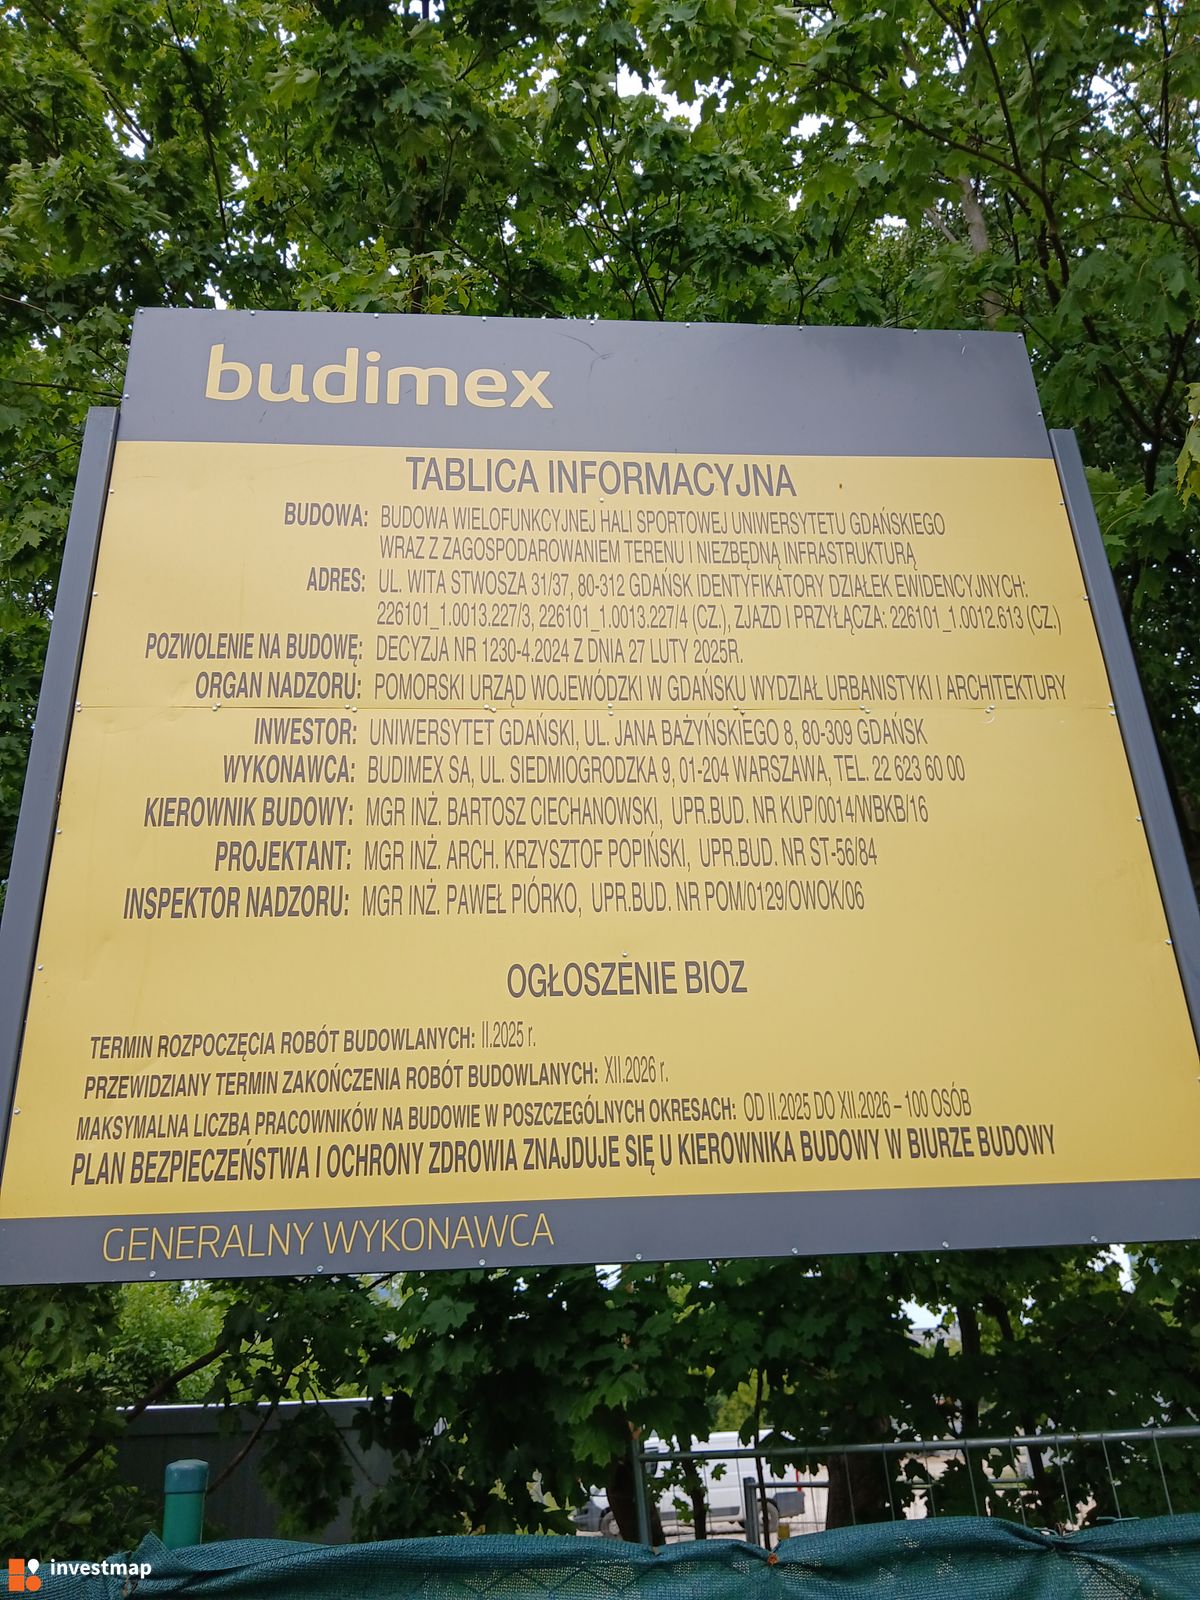 budimex
TABLICA INFORMACYJNA
BUDOWA: BUDOWA WIELOFUNKCYJNEJ HALI SPORTOWEJ UNIWERSYTETU GDAŃSKIEGO
WRAZ Z ZAGOSPODAROWANIEM TERENU I NIEZBĘDNĄ INFRASTRUKTURĄ
ADRES: UL. WITA STWOSZA 31/37, 80-312 GDAŃSK IDENTYFIKATORY DZIAŁEK EWIDENCYJNYCH:
226101_1.0013.227/3, 226101_1.0013.227/4 (CZ.), ZJAZD I PRZYŁĄCZA: 226101_1.0012.613 (CZ.)
POZWOLENIE NA BUDOWĘ: DECYZJA NR 1230-4.2024 Z DNIA 27 LUTY 2025R.
ORGAN NADZORU: POMORSKI URZĄD WOJEWÓDZKI W GDAŃSKU WYDZIAŁ URBANISTYKI I ARCHITEKTURY
INWESTOR: UNIWERSYTET GDAŃSKI, UL. JANA BAŻYŃSKIEGO 8, 80-309 GDAŃSK
WYKONAWCA: BUDIMEX SA, UL. SIEDMIOGRODZKA 9, 01-204 WARSZAWA, TEL. 22 623 60 00
KIEROWNIK BUDOWY: MGR INŻ. BARTOSZ CIECHANOWSKI, UPR.BUD. NR KUP/0014/WBKB/16
PROJEKTANT: MGR INŻ. ARCH. KRZYSZTOF POPIŃSKI, UPR.BUD. NR ST-56/84
INSPEKTOR NADZORU: MGR INŻ. PAWEŁ PIÓRKO, UPR.BUD. NR POM/0129/OWOK/06
OGŁOSZENIE BIOZ
TERMIN ROZPOCZĘCIA ROBÓT BUDOWLANYCH: II.2025 r.
PRZEWIDZIANY TERMIN ZAKOŃCZENIA ROBÓT BUDOWLANYCH: XII.2026 r.
MAKSYMALNA LICZBA PRACOWNIKÓW NA BUDOWIE W POSZCZEGÓLNYCH OKRESACH: OD II.2025 DO XII.2026 – 100 OSÓB
PLAN BEZPIECZEŃSTWA I OCHRONY ZDROWIA ZNAJDUJE SIĘ U KIEROWNIKA BUDOWY W BIURZE BUDOWY
GENERALNY WYKONAWCA
investmap